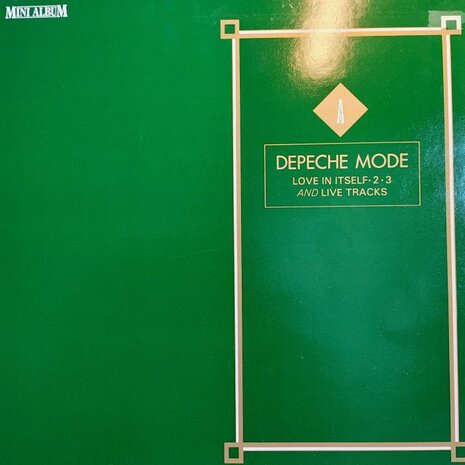 MINI ALBUM
DEPECHE MODE
LOVE IN ITSELF·2·3
AND LIVE TRACKS